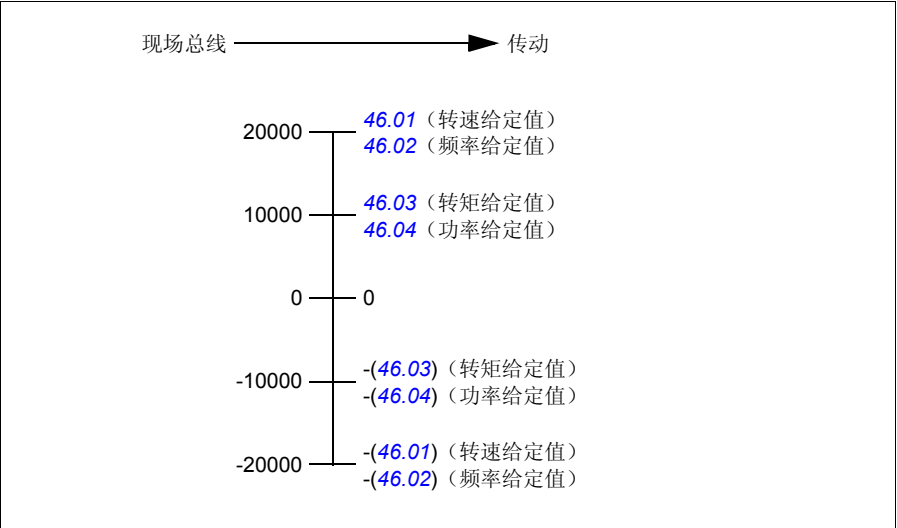 现场总线 传动
20000 46.01（转速给定值）
46.02（频率给定值）
10000 46.03（转矩给定值）
46.04（功率给定值）
0 0
-10000 -(46.03)（转矩给定值）
-(46.04)（功率给定值）
-20000 -(46.01)（转速给定值）
-(46.02)（频率给定值）